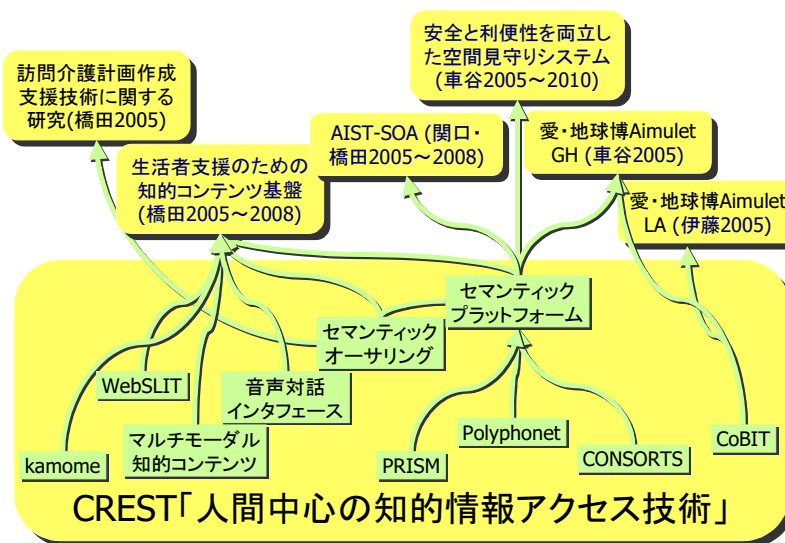 安全と利便性を両立し
た空間見守りシステム
(車谷2005～2010)
訪問介護計画作成
支援技術に関する
研究(橋田2005)
AIST-SOA (関口・
橋田2005～2008)
愛・地球博Aimulet
GH (車谷2005)
生活者支援のための
知的コンテンツ基盤
(橋田2005～2008)
愛・地球博Aimulet
LA (伊藤2005)
セマンティック
プラットフォーム
セマンティック
オーサリング
WebSLIT
音声対話
インタフェース
kamome
マルチモーダル
知的コンテンツ
PRISM
Polyphonet
CONSORTS
CoBIT
CREST「人間中心の知的情報アクセス技術」